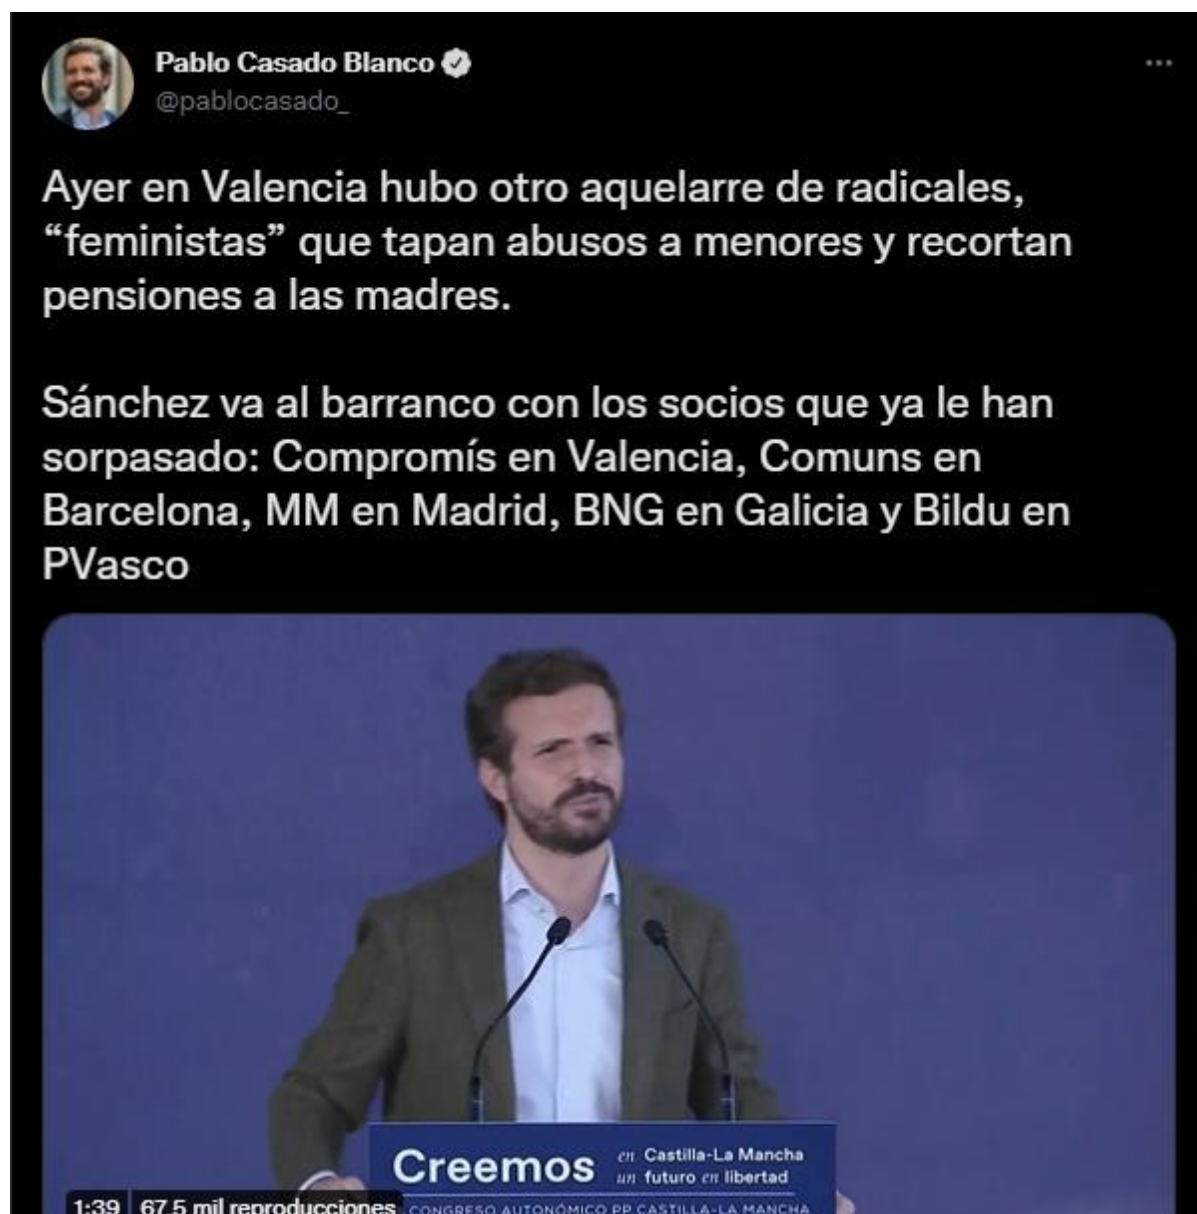 Pablo Casado Blanco
@pablocasado_
Ayer en Valencia hubo otro aquelarre de radicales,
“feministas” que tapan abusos a menores y recortan
pensiones a las madres.
Sánchez va al barranco con los socios que ya le han
sorpasado: Compromís en Valencia, Comuns en
Barcelona, MM en Madrid, BNG en Galicia y Bildu en
PVasco
Creemos en Castilla-La Mancha
un futuro en libertad
1:39 67,5 mil reproducciones
CONGRESO AUTONÓMICO PP CASTILLA-LA MANCHA